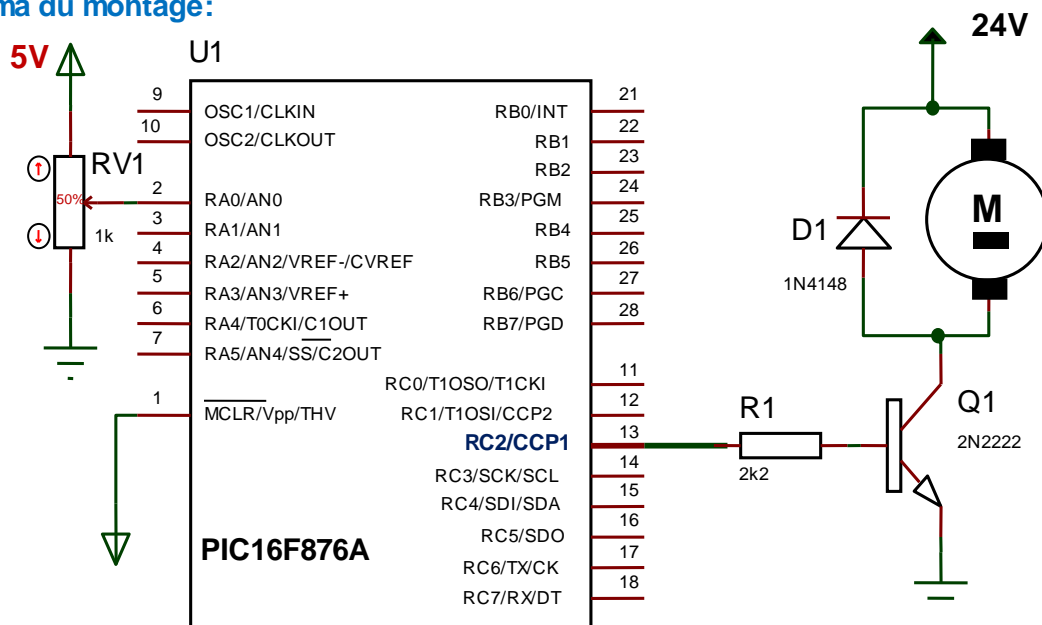 ma du montage:
5V
U1
24V
RV1
50%
1k
9 OSC1/CLKIN
10 OSC2/CLKOUT
2 RA0/AN0
3 RA1/AN1
4 RA2/AN2/VREF-/CVREF
5 RA3/AN3/VREF+
6 RA4/T0CKI/C1OUT
7 RA5/AN4/SS/C2OUT
1 MCLR/Vpp/THV
RB0/INT 21
RB1 22
RB2 23
RB3/PGM 24
RB4 25
RB5 26
RB6/PGC 27
RB7/PGD 28
RC0/T1OSO/T1CKI 11
RC1/T1OSI/CCP2 12
RC2/CCP1 13
RC3/SCK/SCL 14
RC4/SDI/SDA 15
RC5/SDO 16
RC6/TX/CK 17
RC7/RX/DT 18
PIC16F876A
R1
2k2
D1
1N4148
M
Q1
2N2222